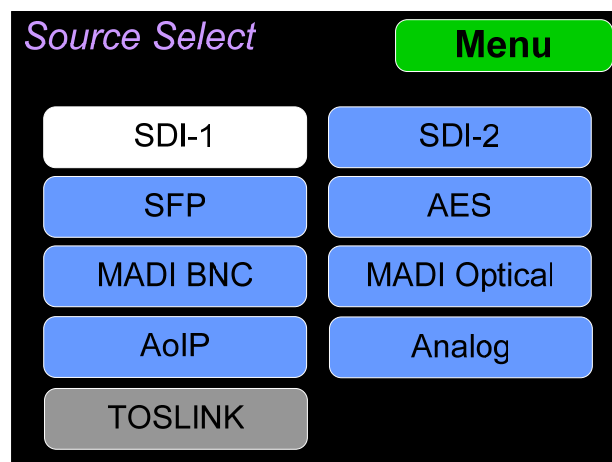 Source Select
Menu
SDI-1
SDI-2
SFP
AES
MADI BNC
MADI Optical
AoIP
Analog
TOSLINK